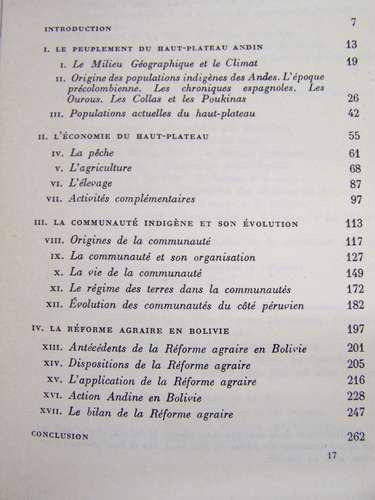 INTRODUCTION 7
I. LE PEUPLEMENT DU HAUT-PLATEAU ANDIN 13
I. Le Milieu Géographique et le Climat 19
II. Origine des populations indigènes des Andes. L'époque
précolombienne. Les chroniques espagnoles. Les
Ourous. Les Collas et les Poukinas 26
III. Populations actuelles du haut-plateau 42
II. L'ÉCONOMIE DU HAUT-PLATEAU 55
IV. La pêche 61
V. L'agriculture 68
VI. L'élevage 87
VII. Activités complémentaires 97
III. LA COMMUNAUTÉ INDIGÈNE ET SON ÉVOLUTION 113
VIII. Origines de la communauté 117
IX. La communauté et son organisation 127
X. La vie de la communauté 149
XI. Le régime des terres dans la communautés 172
XII. Évolution des communautés du côté péruvien 182
IV. LA RÉFORME AGRAIRE EN BOLIVIE 197
XIII. Antécédents de la Réforme agraire en Bolivie 201
XIV. Dispositions de la Réforme agraire 205
XV. L'application de la Réforme agraire 216
XVI. Action Andine en Bolivie 228
XVII. Le bilan de la Réforme agraire 247
CONCLUSION 262
17